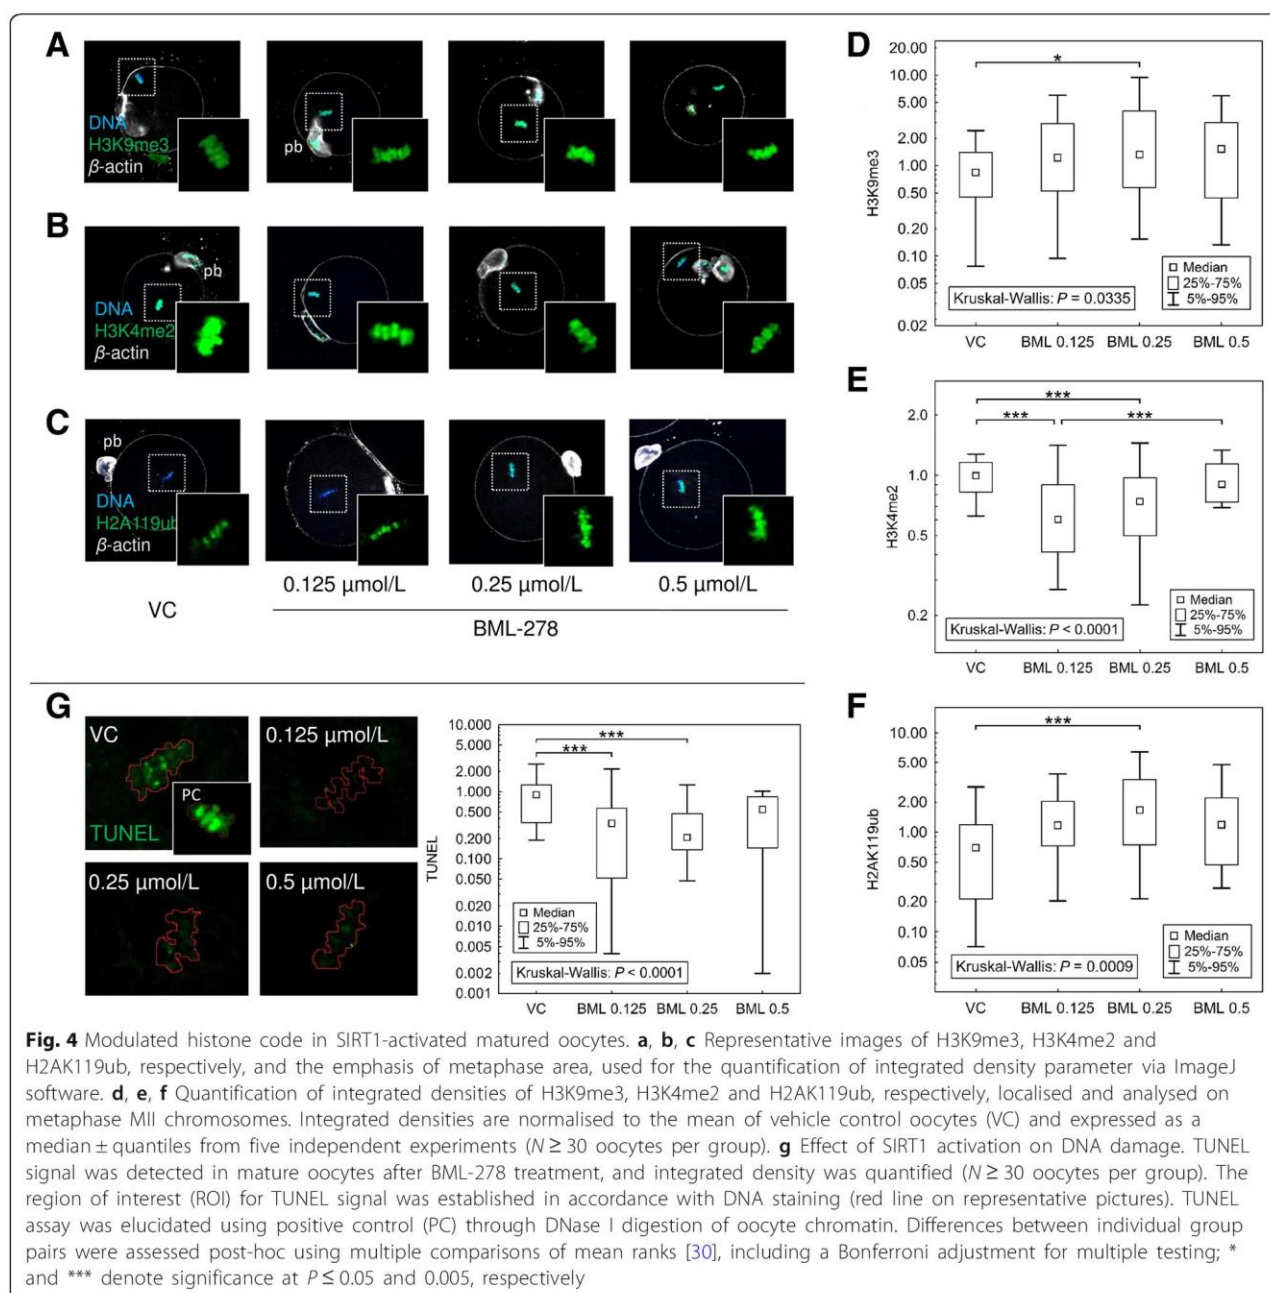 A
DNA
H3K9me3
β-actin
pb
B
DNA
H3K4me2
β-actin
pb
C
pb
DNA
H2A119ub
β-actin
0.125 μmol/L 0.25 μmol/L 0.5 μmol/L
VC
BML-278
D
20.00
10.00
5.00
2.00
1.00
0.50
0.20
0.10
0.05
0.02
H3K9me3
*
Median
25%-75%
5%-95%
Kruskal-Wallis: P = 0.0335
VC BML 0.125 BML 0.25 BML 0.5
E
2.0
1.0
0.5
0.2
H3K4me2
***
*** ***
Median
25%-75%
5%-95%
Kruskal-Wallis: P < 0.0001
VC BML 0.125 BML 0.25 BML 0.5
F
10.00
5.00
2.00
1.00
0.50
0.10
0.05
H2AK119ub
***
Median
25%-75%
5%-95%
Kruskal-Wallis: P = 0.0009
VC BML 0.125 BML 0.25 BML 0.5
G
VC
PC
TUNEL
0.125 μmol/L
0.25 μmol/L
0.5 μmol/L
10.000
5.000
2.000
1.000
0.500
0.200
0.100
0.050
0.020
0.010
0.005
0.002
0.001
TUNEL
***
***
Median
25%-75%
5%-95%
Kruskal-Wallis: P < 0.0001
VC BML 0.125 BML 0.25 BML 0.5
Fig. 4 Modulated histone code in SIRT1-activated matured oocytes. a, b, c Representative images of H3K9me3, H3K4me2 and
H2AK119ub, respectively, and the emphasis of metaphase area, used for the quantification of integrated density parameter via ImageJ
software. d, e, f Quantification of integrated densities of H3K9me3, H3K4me2 and H2AK119ub, respectively, localised and analysed on
metaphase MII chromosomes. Integrated densities are normalised to the mean of vehicle control oocytes (VC) and expressed as a
median ± quantiles from five independent experiments (N ≥ 30 oocytes per group). g Effect of SIRT1 activation on DNA damage. TUNEL
signal was detected in mature oocytes after BML-278 treatment, and integrated density was quantified (N ≥ 30 oocytes per group). The
region of interest (ROI) for TUNEL signal was established in accordance with DNA staining (red line on representative pictures). TUNEL
assay was elucidated using positive control (PC) through DNase I digestion of oocyte chromatin. Differences between individual group
pairs were assessed post-hoc using multiple comparisons of mean ranks [30], including a Bonferroni adjustment for multiple testing; *
and *** denote significance at P ≤ 0.05 and 0.005, respectively